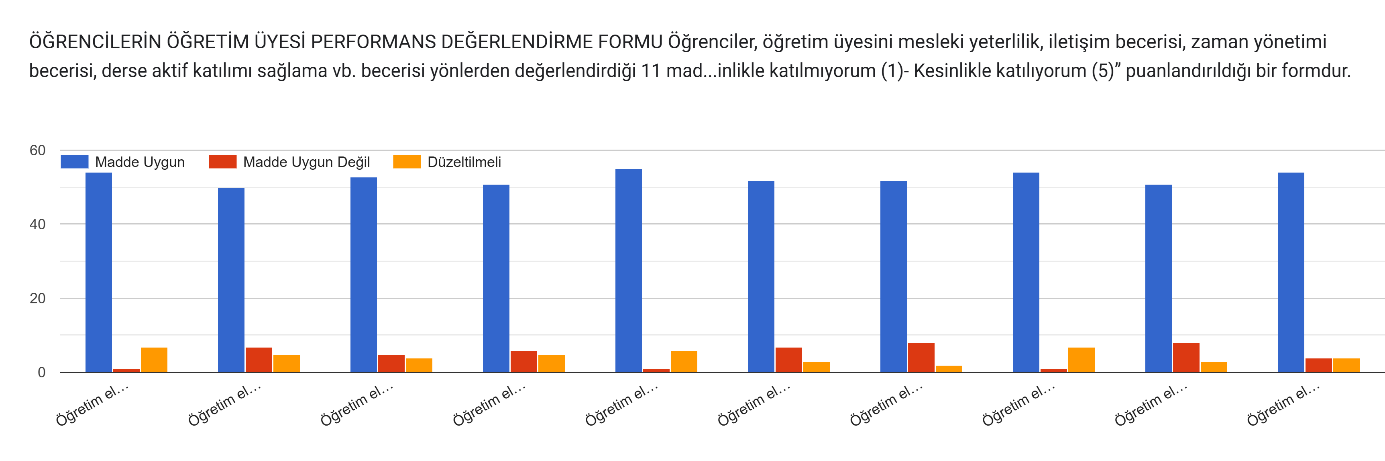 ÖĞRENCİLERİN ÖĞRETİM ÜYESİ PERFORMANS DEĞERLENDİRME FORMU Öğrenciler, öğretim üyesini mesleki yeterlilik, iletişim becerisi, zaman yönetimi
becerisi, derse aktif katılımı sağlama vb. becerisi yönlerden değerlendirdiği 11 mad...inlikle katılmıyorum (1)- Kesinlikle katılıyorum (5)” puanlandırıldığı bir formdur.
60
Madde Uygun Madde Uygun Değil Düzeltilmeli
40
20
0
Öğretim el… Öğretim el… Öğretim el… Öğretim el… Öğretim el… Öğretim el… Öğretim el… Öğretim el… Öğretim el… Öğretim el…